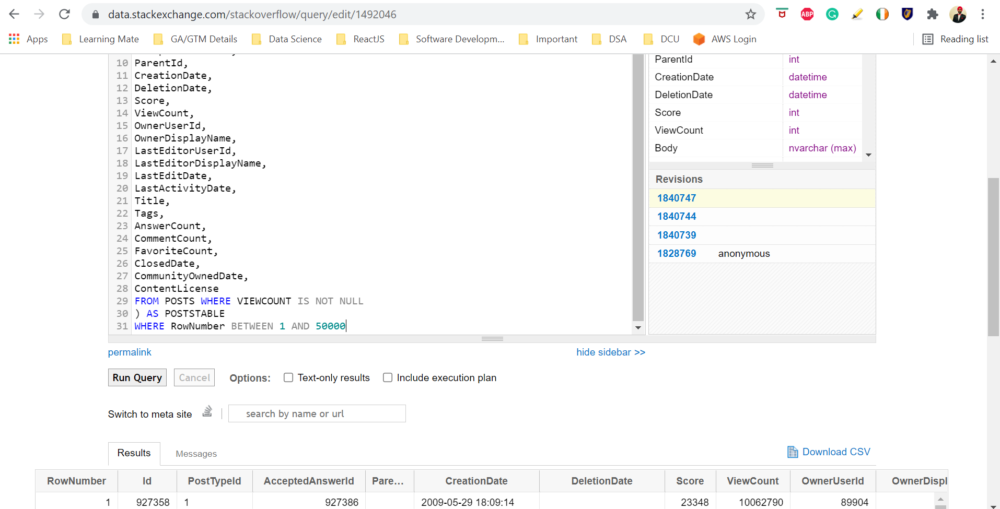 data.stackexchange.com/stackoverflow/query/edit/1492046
ABP
Apps
Learning Mate
GA/GTM Details
Data Science
ReactJS
Software Developm...
Important
DSA
DCU
AWS Login
Reading list
10 ParentId,
11 CreationDate,
12 DeletionDate,
13 Score,
14 ViewCount,
15 OwnerUserId,
16 OwnerDisplayName,
17 LastEditorUserId,
18 LastEditorDisplayName,
19 LastEditDate,
20 LastActivityDate,
21 Title,
22 Tags,
23 AnswerCount,
24 CommentCount,
25 FavoriteCount,
26 ClosedDate,
27 CommunityOwnedDate,
28 ContentLicense
29 FROM POSTS WHERE VIEWCOUNT IS NOT NULL
30 ) AS POSTSTABLE
31 WHERE RowNumber BETWEEN 1 AND 50000
ParentId int
CreationDate datetime
DeletionDate datetime
Score int
ViewCount int
Body nvarchar (max)
Revisions
1840747
1840744
1840739
1828769 anonymous
permalink
hide sidebar >>
Run Query
Cancel
Options:
Text-only results
Include execution plan
Switch to meta site
search by name or url
Results
Messages
Download CSV
RowNumber Id PostTypeId AcceptedAnswerId Pare... CreationDate DeletionDate Score ViewCount OwnerUserId OwnerDispl
1 927358 1 927386 2009-05-29 18:09:14 23348 10062790 89904